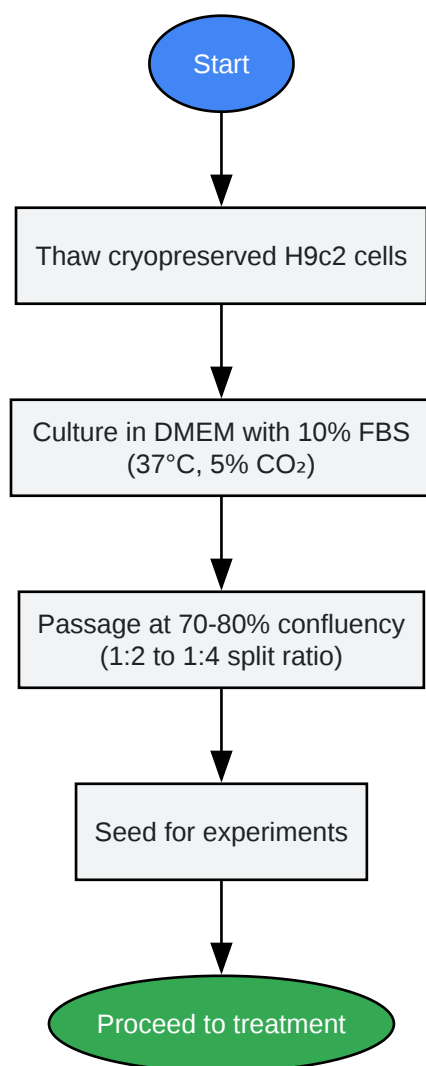 Start
Thaw cryopreserved H9c2 cells
Culture in DMEM with 10% FBS
(37°C, 5% CO₂)
Passage at 70-80% confluency
(1:2 to 1:4 split ratio)
Seed for experiments
Proceed to treatment